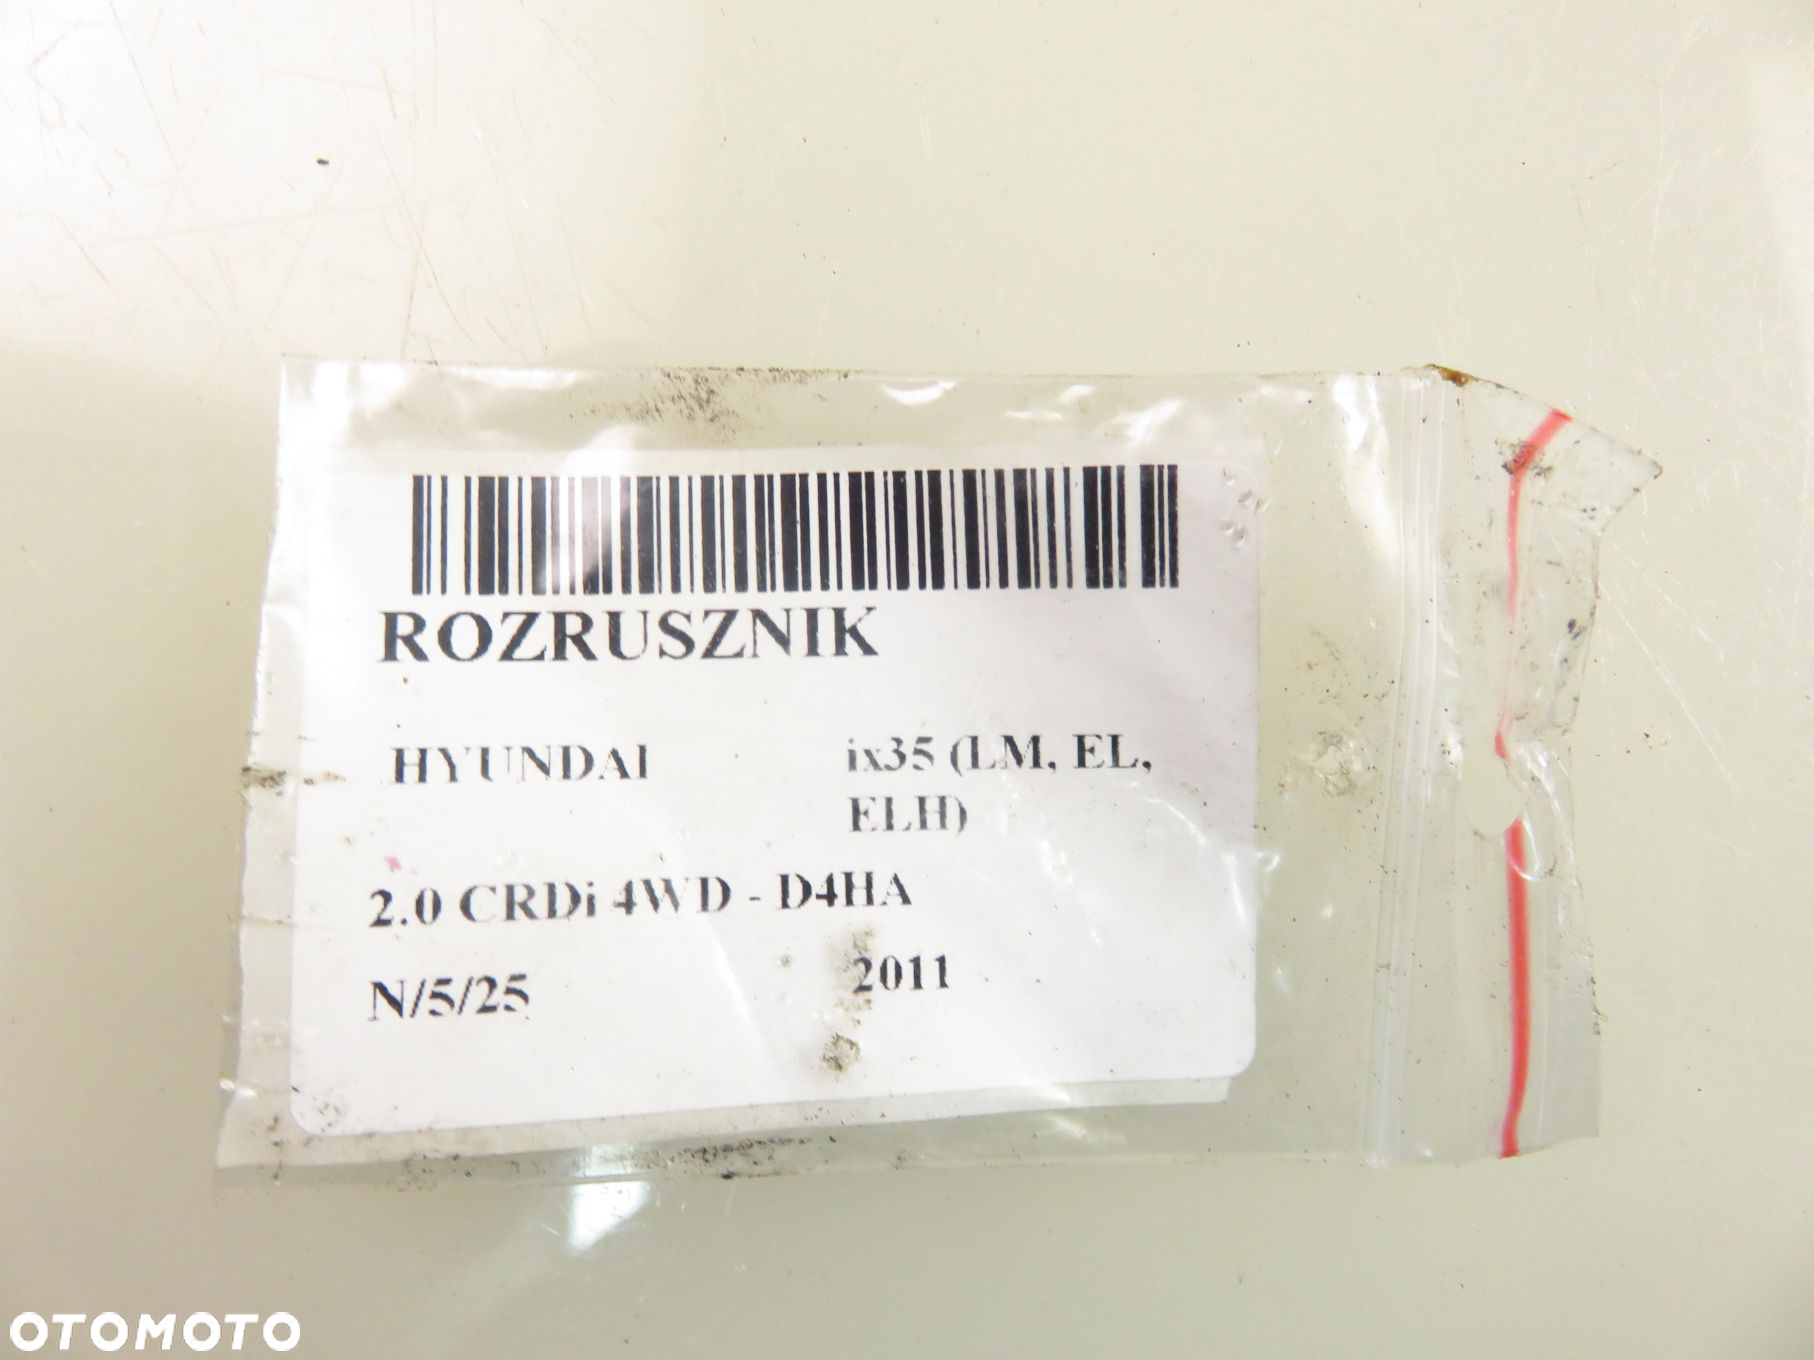 ROZRUSZNIK
HYUNDAI ix35 (LM, EL,
ELH)
2.0 CRDi 4WD - D4HA
N/5/25 2011
OTOMOTO